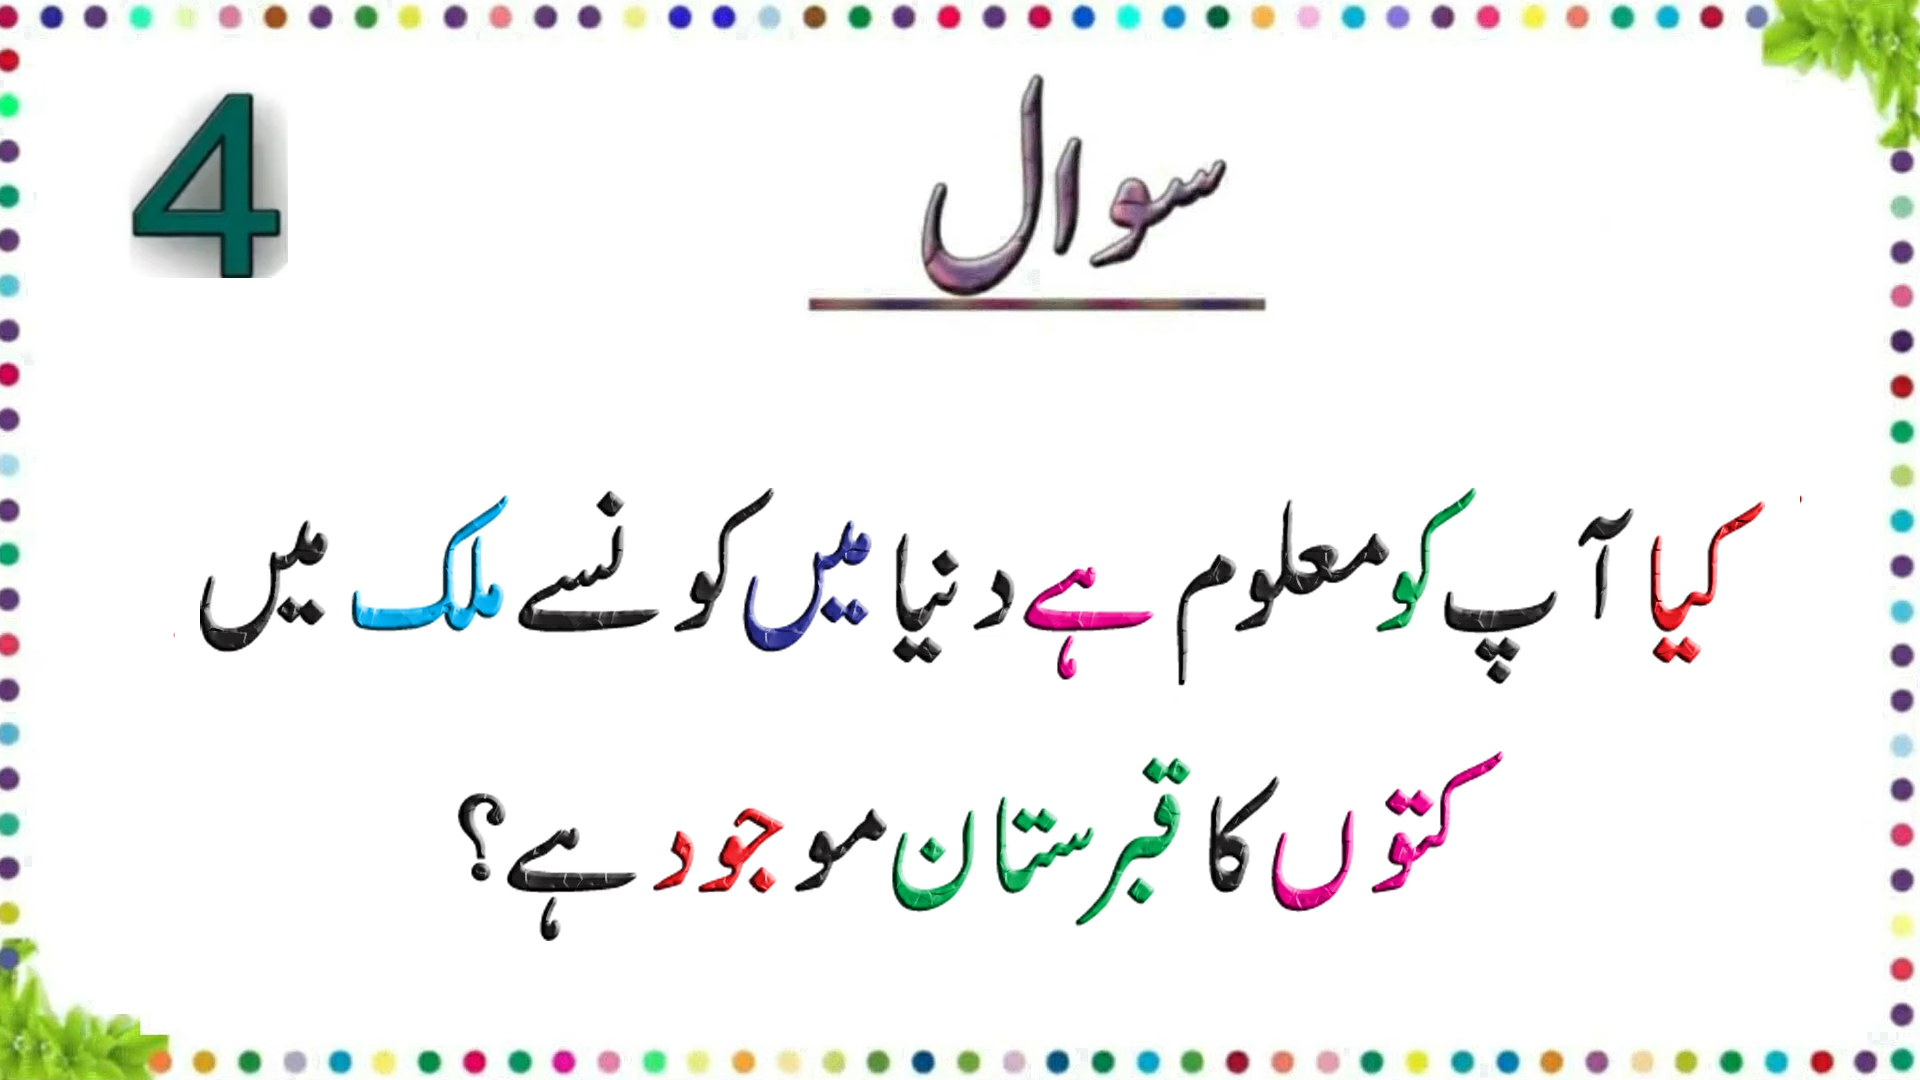 4
سوال
کیا آپ کو معلوم ہے دنیا میں کونسے ملک میں
کتوں کا قبرستان موجود ہے؟